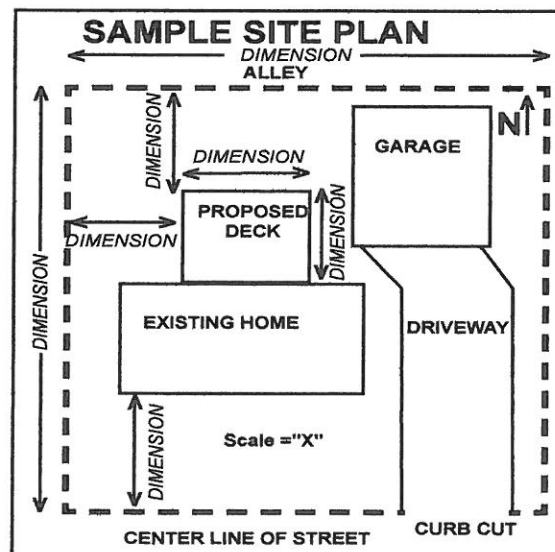 SAMPLE SITE PLAN
DIMENSION
ALLEY
N
DIMENSION
DIMENSION
GARAGE
PROPOSED
DECK
DIMENSION
DIMENSION
DIMENSION
EXISTING HOME
DRIVEWAY
DIMENSION
Scale ="X"
CENTER LINE OF STREET
CURB CUT